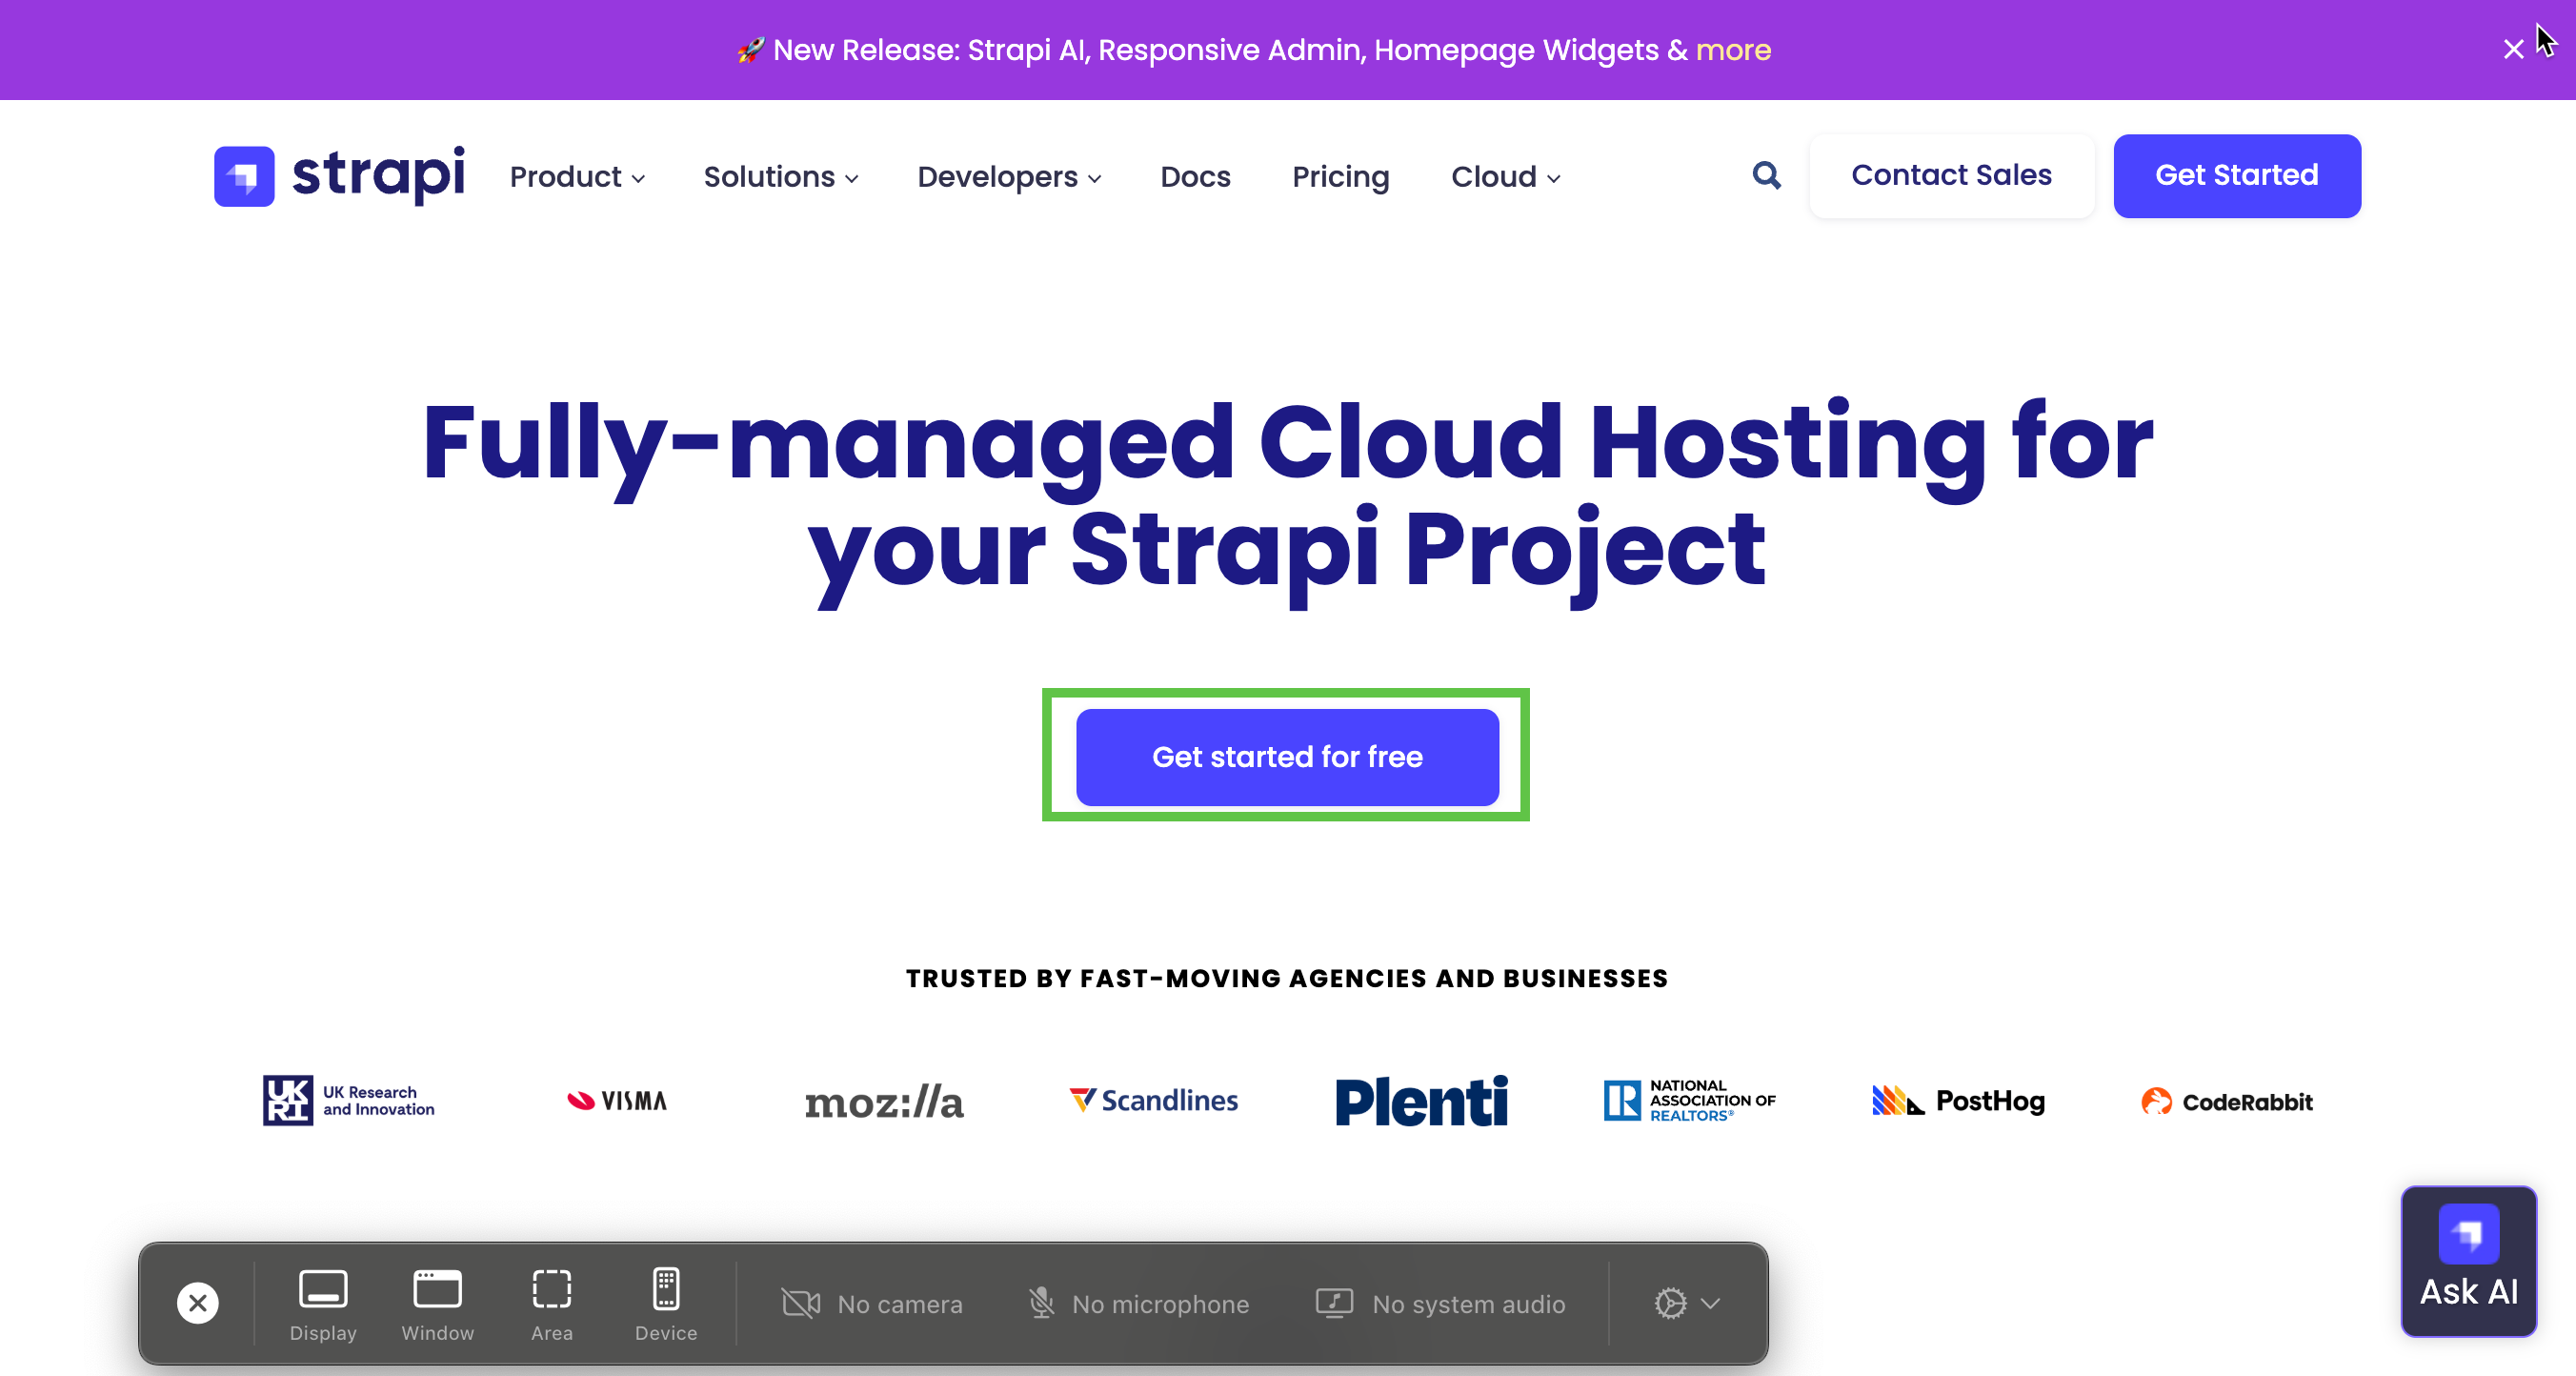 🚀 New Release: Strapi AI, Responsive Admin, Homepage Widgets & more
strapi Product Solutions Developers Docs Pricing Cloud Contact Sales Get Started
Fully-managed Cloud Hosting for
your Strapi Project
Get started for free
TRUSTED BY FAST-MOVING AGENCIES AND BUSINESSES
UK RI UK Research and Innovation
VISMA
moz://a
Scandlines
Plenti
NATIONAL ASSOCIATION OF REALTORS®
PostHog
CodeRabbit
Ask AI
Display Window Area Device No camera No microphone No system audio